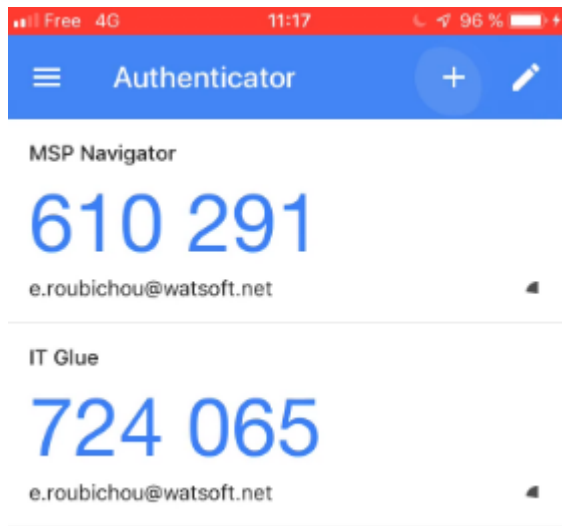 Free 4G 11:17 96 %
Authenticator
MSP Navigator
610 291
e.roubichou@watsoft.net
IT Glue
724 065
e.roubichou@watsoft.net